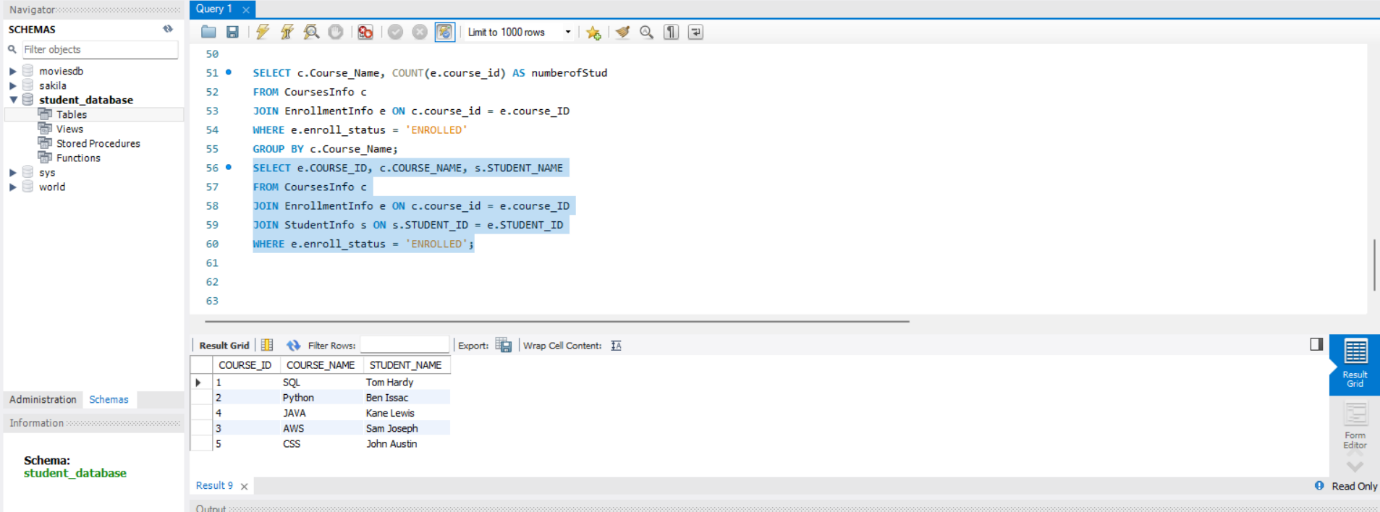 Navigator
SCHEMAS
Filter objects
moviesdb
sakila
student_database
Tables
Views
Stored Procedures
Functions
sys
world
Administration Schemas
Information
Schema:
student_database
Query 1
Limit to 1000 rows
50
51 SELECT c.Course_Name, COUNT(e.course_id) AS numberofStud
52 FROM CoursesInfo c
53 JOIN EnrollmentInfo e ON c.course_id = e.course_ID
54 WHERE e.enroll_status = 'ENROLLED'
55 GROUP BY c.Course_Name;
56 SELECT e.COURSE_ID, c.COURSE_NAME, s.STUDENT_NAME
57 FROM CoursesInfo c
58 JOIN EnrollmentInfo e ON c.course_id = e.course_ID
59 JOIN StudentInfo s ON s.STUDENT_ID = e.STUDENT_ID
60 WHERE e.enroll_status = 'ENROLLED';
61
62
63
Result Grid Filter Rows: Export: Wrap Cell Content:
COURSE_ID COURSE_NAME STUDENT_NAME
1 SQL Tom Hardy
2 Python Ben Issac
4 JAVA Kane Lewis
3 AWS Sam Joseph
5 CSS John Austin
Result
Grid
Form
Editor
Result 9 Read Only
Output